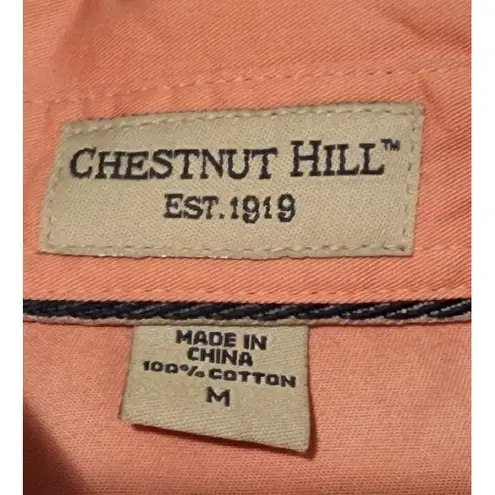 CHESTNUT HILL™
EST.1919
MADE IN
CHINA
100% COTTON
M